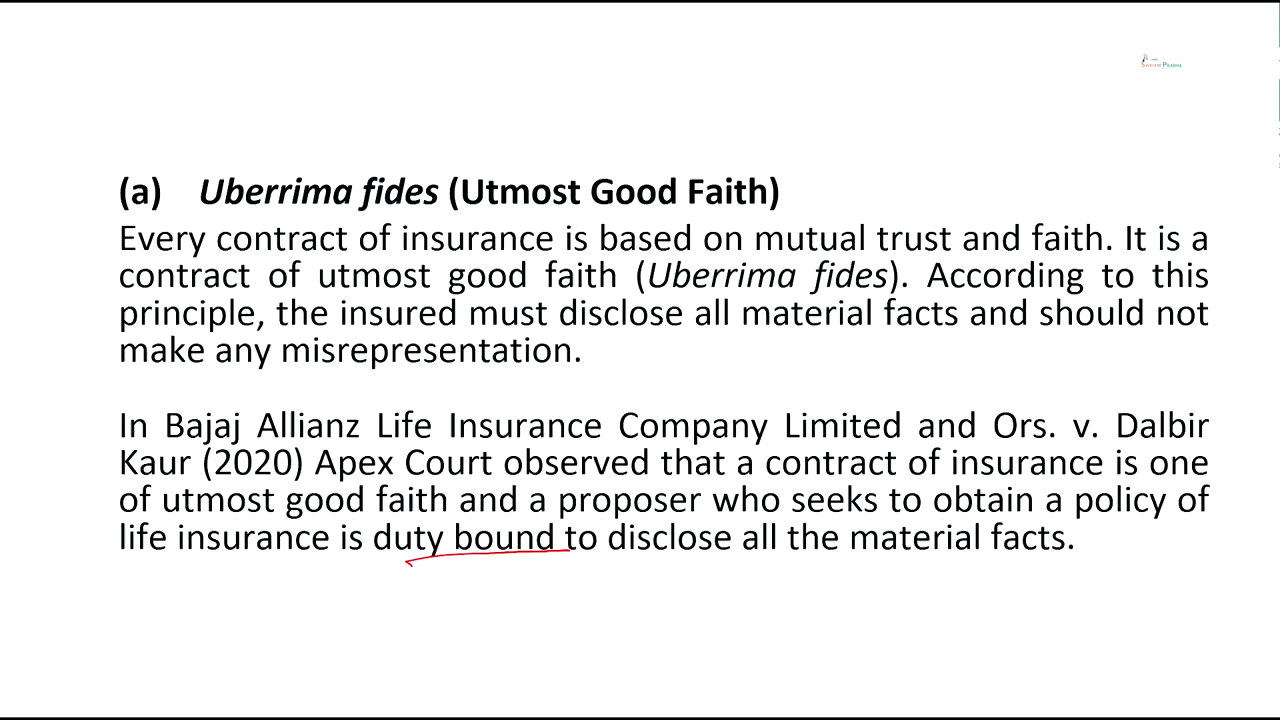 SWAYAM PRABHA
(a) Uberrima fides (Utmost Good Faith)
Every contract of insurance is based on mutual trust and faith. It is a
contract of utmost good faith (Uberrima fides). According to this
principle, the insured must disclose all material facts and should not
make any misrepresentation.
In Bajaj Allianz Life Insurance Company Limited and Ors. v. Dalbir
Kaur (2020) Apex Court observed that a contract of insurance is one
of utmost good faith and a proposer who seeks to obtain a policy of
life insurance is duty bound to disclose all the material facts.